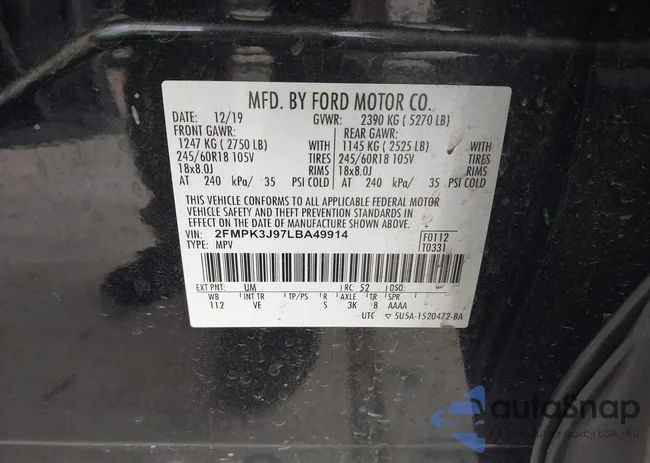 MFD. BY FORD MOTOR CO.
DATE: 12/19 GVWR: 2390 KG ( 5270 LB)
FRONT GAWR: REAR GAWR:
1247 KG ( 2750 LB) WITH 1145 KG ( 2525 LB) WITH
245/60R18 105V TIRES 245/60R18 105V TIRES
18x8.0J RIMS 18x8.0J RIMS
AT 240 kPa/ 35 PSI COLD AT 240 kPa/ 35 PSI COLD
THIS VEHICLE CONFORMS TO ALL APPLICABLE FEDERAL MOTOR
VEHICLE SAFETY AND THEFT PREVENTION STANDARDS IN
EFFECT ON THE DATE OF MANUFACTURE SHOWN ABOVE.
VIN: 2FMPK3J97LBA49914 F0112
TYPE: MPV T0331
EXT PNT: UM RC: 52 DSO:
WB INT TR TP/PS R AXLE TR SPR
112 VE S 3K 8 AAAA
UTC ▽ 5U5A-1520472-BA
autoSnap
aukcji USA i EU